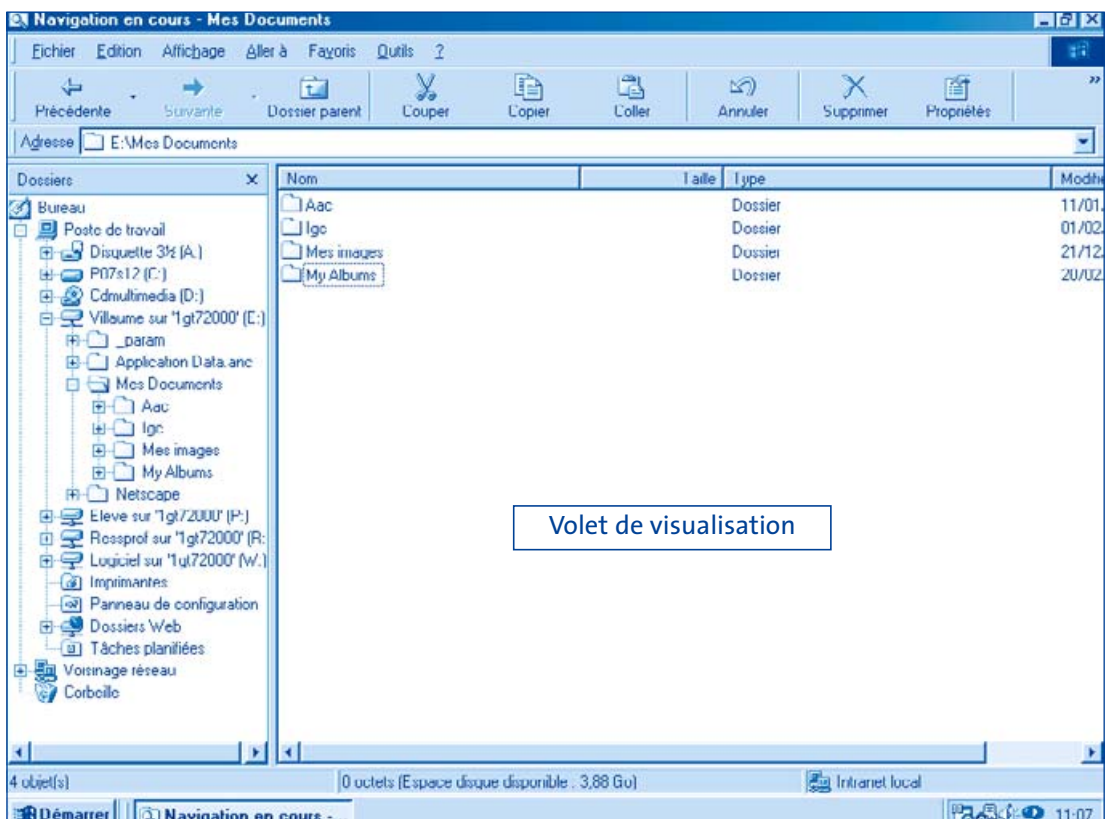 Navigation en cours - Mes Documents
Fichier Edition Affichage Aller à Favoris Outils ?
Précédente Suivante Dossier parent Couper Copier Coller Annuler Supprimer Propriétés »
Adresse E:\Mes Documents
Dossiers
Bureau
Poste de travail
Disquette 3½ (A:)
P07s12 (C:)
Cdmultimedia (D:)
Villaume sur '1gt72000' (E:)
_param
Application Data.anc
Mes Documents
Aac
Igc
Mes images
My Albums
Netscape
Eleve sur '1gt72000' (P:)
Rossprof sur '1gt72000' (R:
Logiciel sur '1gt72000' (W:)
Imprimantes
Panneau de configuration
Dossiers Web
Tâches planifiées
Voisinage réseau
Corbeille
Nom Taille Type Modifié
Aac Dossier 11/01.
Igc Dossier 01/02.
Mes images Dossier 21/12.
My Albums Dossier 20/02.
Volet de visualisation
4 objet(s) 0 octets (Espace disque disponible : 3,88 Go) Intranet local
Démarrer Navigation en cours - 11:07